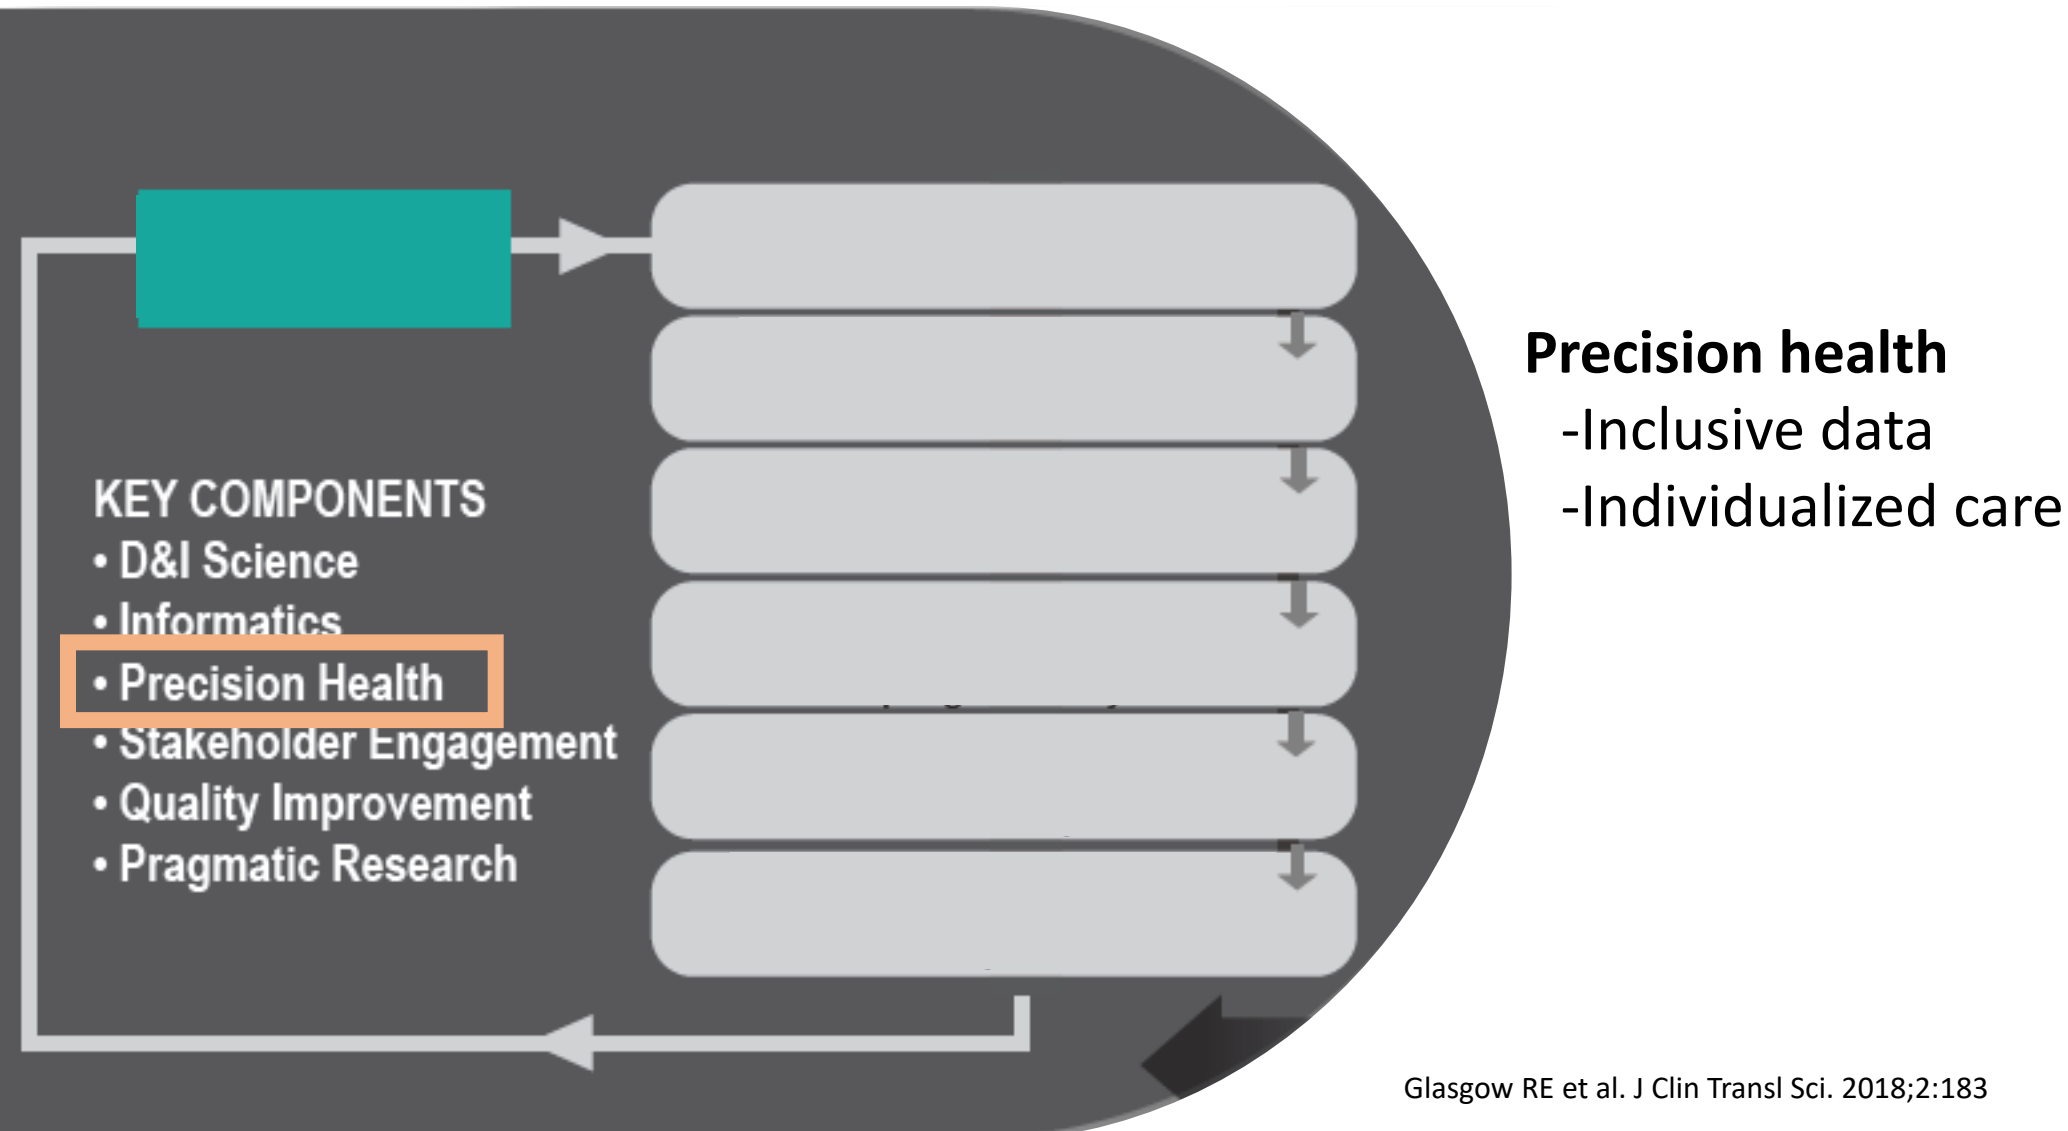 KEY COMPONENTS
• D&I Science
• Informatics
• Precision Health
• Stakeholder Engagement
• Quality Improvement
• Pragmatic Research
Precision health
-Inclusive data
-Individualized care
Glasgow RE et al. J Clin Transl Sci. 2018;2:183